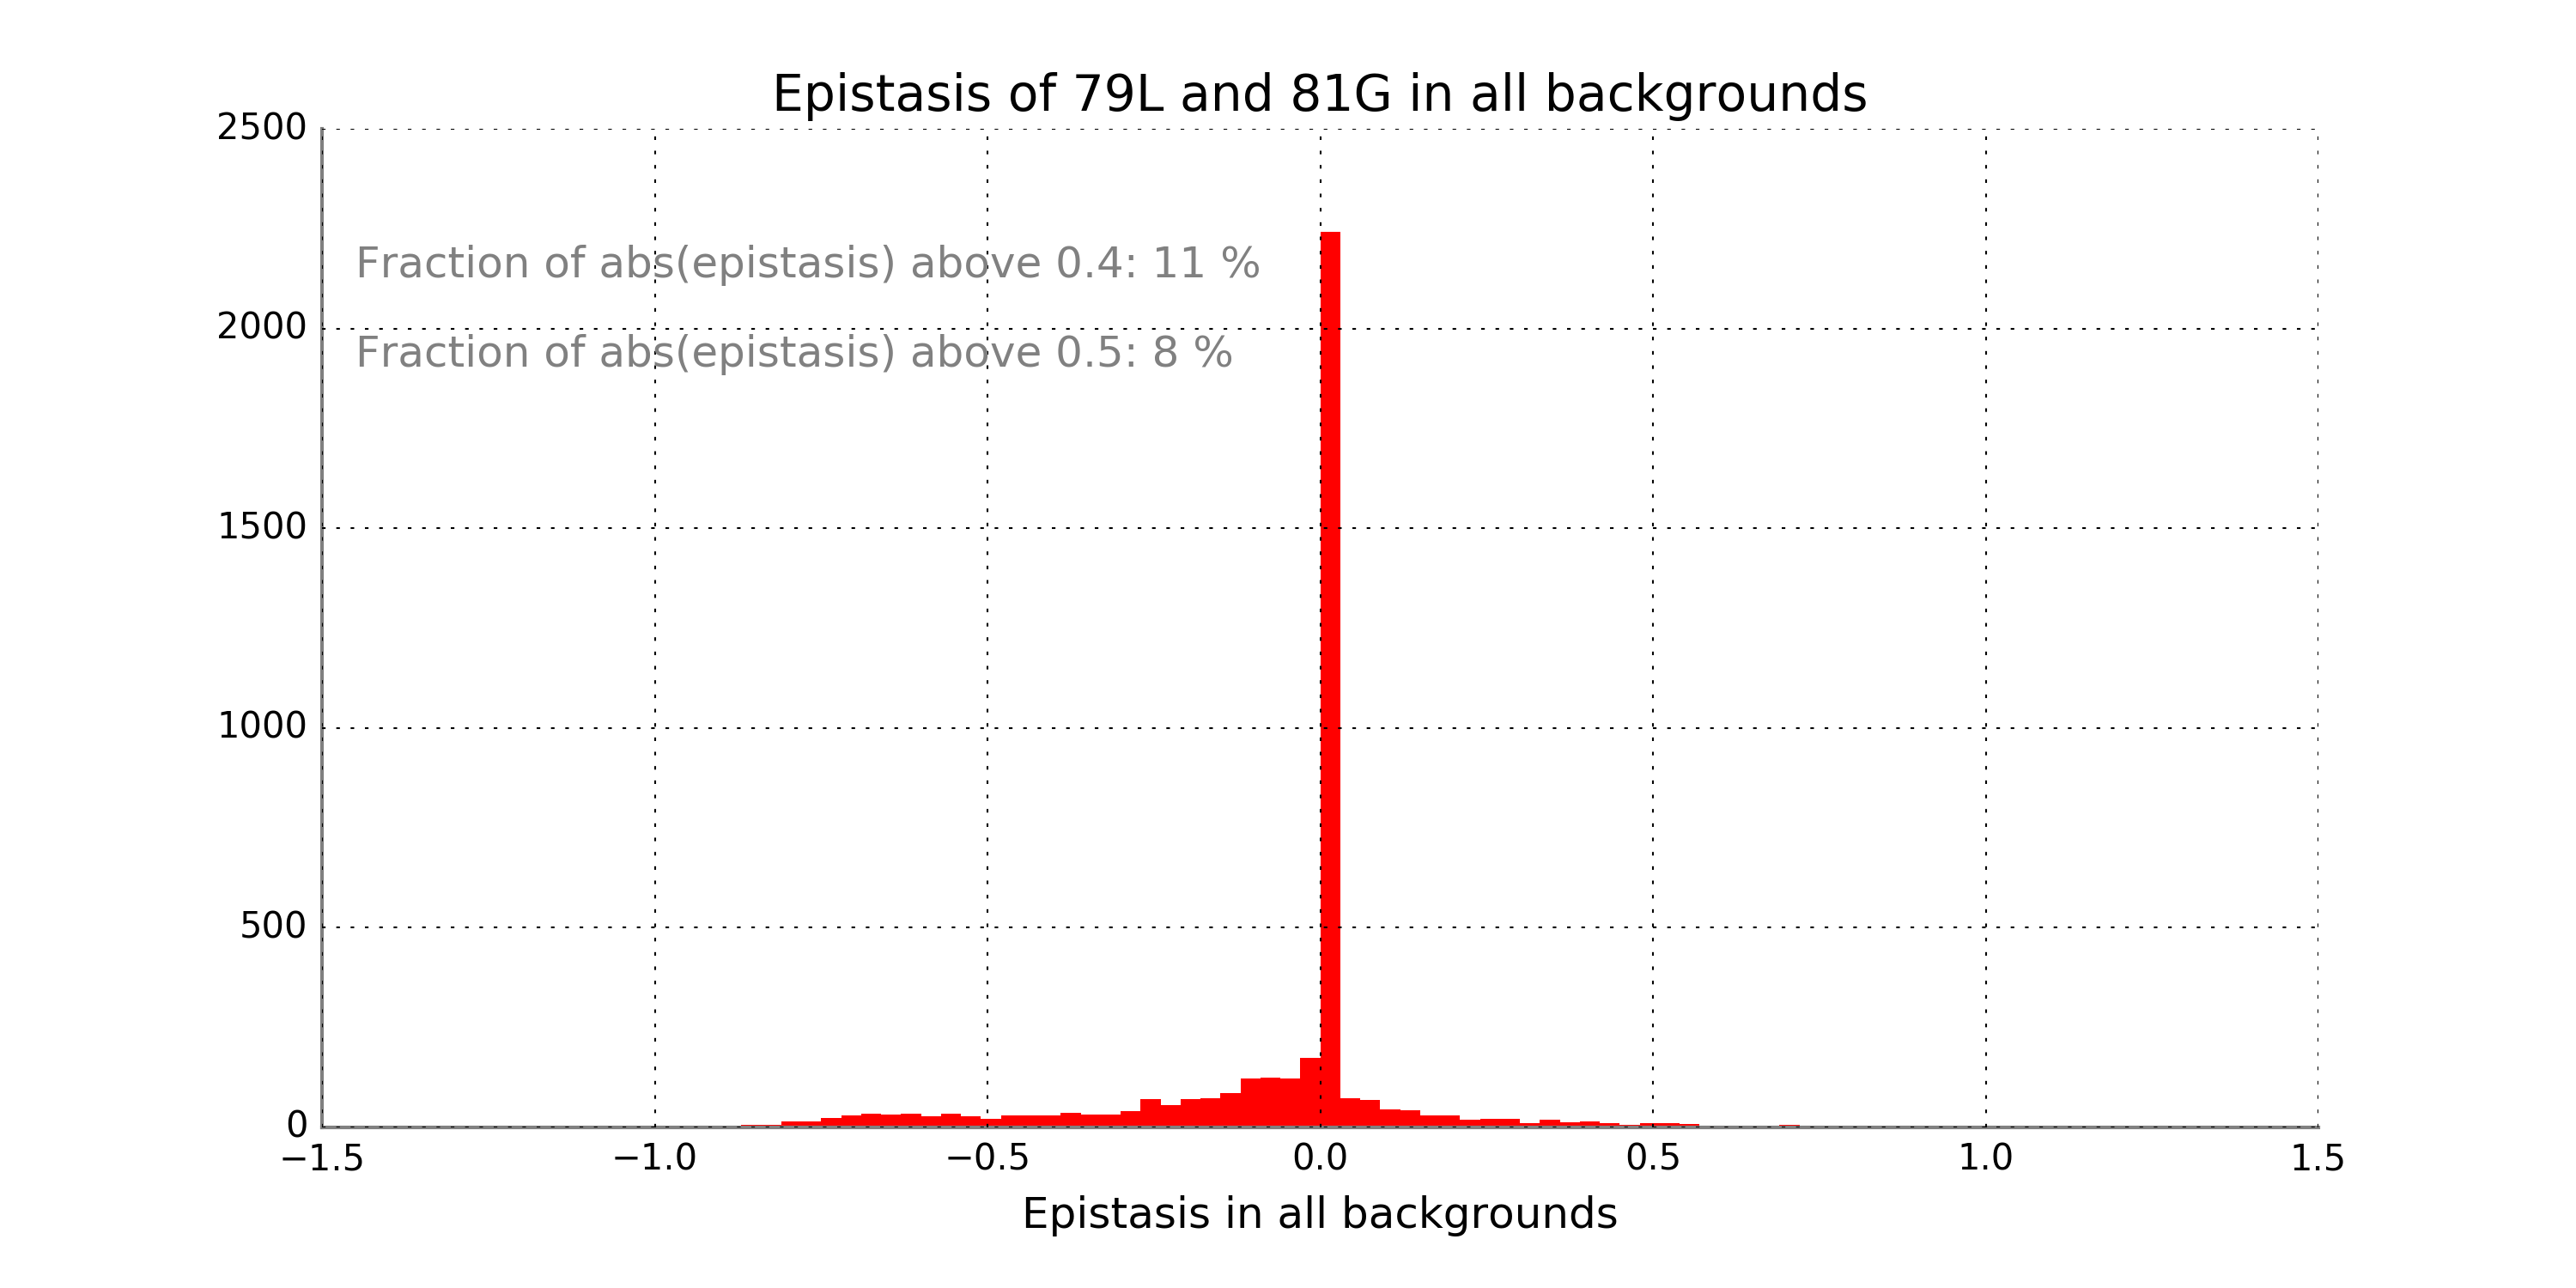 Epistasis of 79L and 81G in all backgrounds
2500
Fraction of abs(epistasis) above 0.4: 11 %
2000
Fraction of abs(epistasis) above 0.5: 8 %
1500
1000
500
0
−1.5 −1.0 −0.5 0.0 0.5 1.0 1.5
Epistasis in all backgrounds